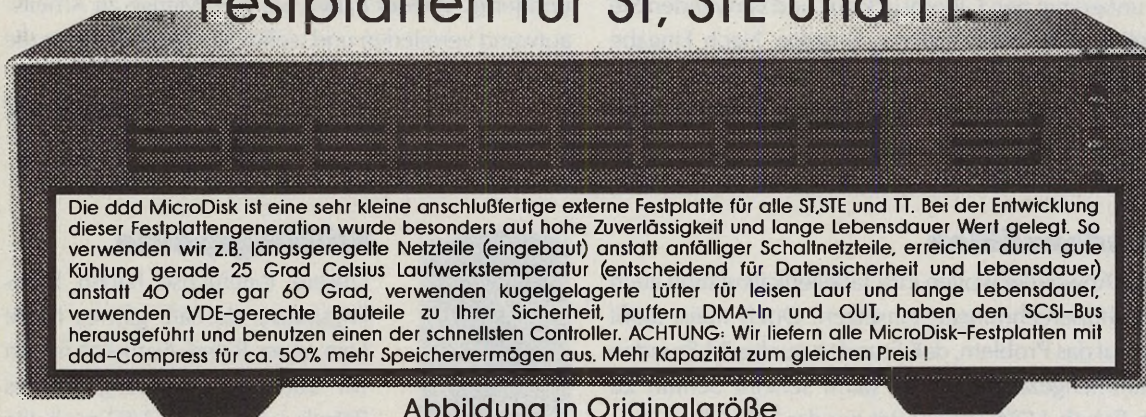 Festplatten für ST, STE und TT.
Die ddd MicroDisk ist eine sehr kleine anschlußfertige externe Festplatte für alle ST,STE und TT. Bei der Entwicklung
dieser Festplattengeneration wurde besonders auf hohe Zuverlässigkeit und lange Lebensdauer Wert gelegt. So
verwenden wir z.B. längsgeregelte Netzteile (eingebaut) anstatt anfälliger Schaltnetzteile, erreichen durch gute
Kühlung gerade 25 Grad Celsius Laufwerkstemperatur (entscheidend für Datensicherheit und Lebensdauer)
anstatt 40 oder gar 60 Grad, verwenden kugelgelagerte Lüfter für leisen Lauf und lange Lebensdauer,
verwenden VDE-gerechte Bauteile zu Ihrer Sicherheit, puffern DMA-In und OUT, haben den SCSI-Bus
herausgeführt und benutzen einen der schnellsten Controller. ACHTUNG: Wir liefern alle MicroDisk-Festplatten mit
ddd-Compress für ca. 50% mehr Speichervermögen aus. Mehr Kapazität zum gleichen Preis !
Abbildung in Originalgröße